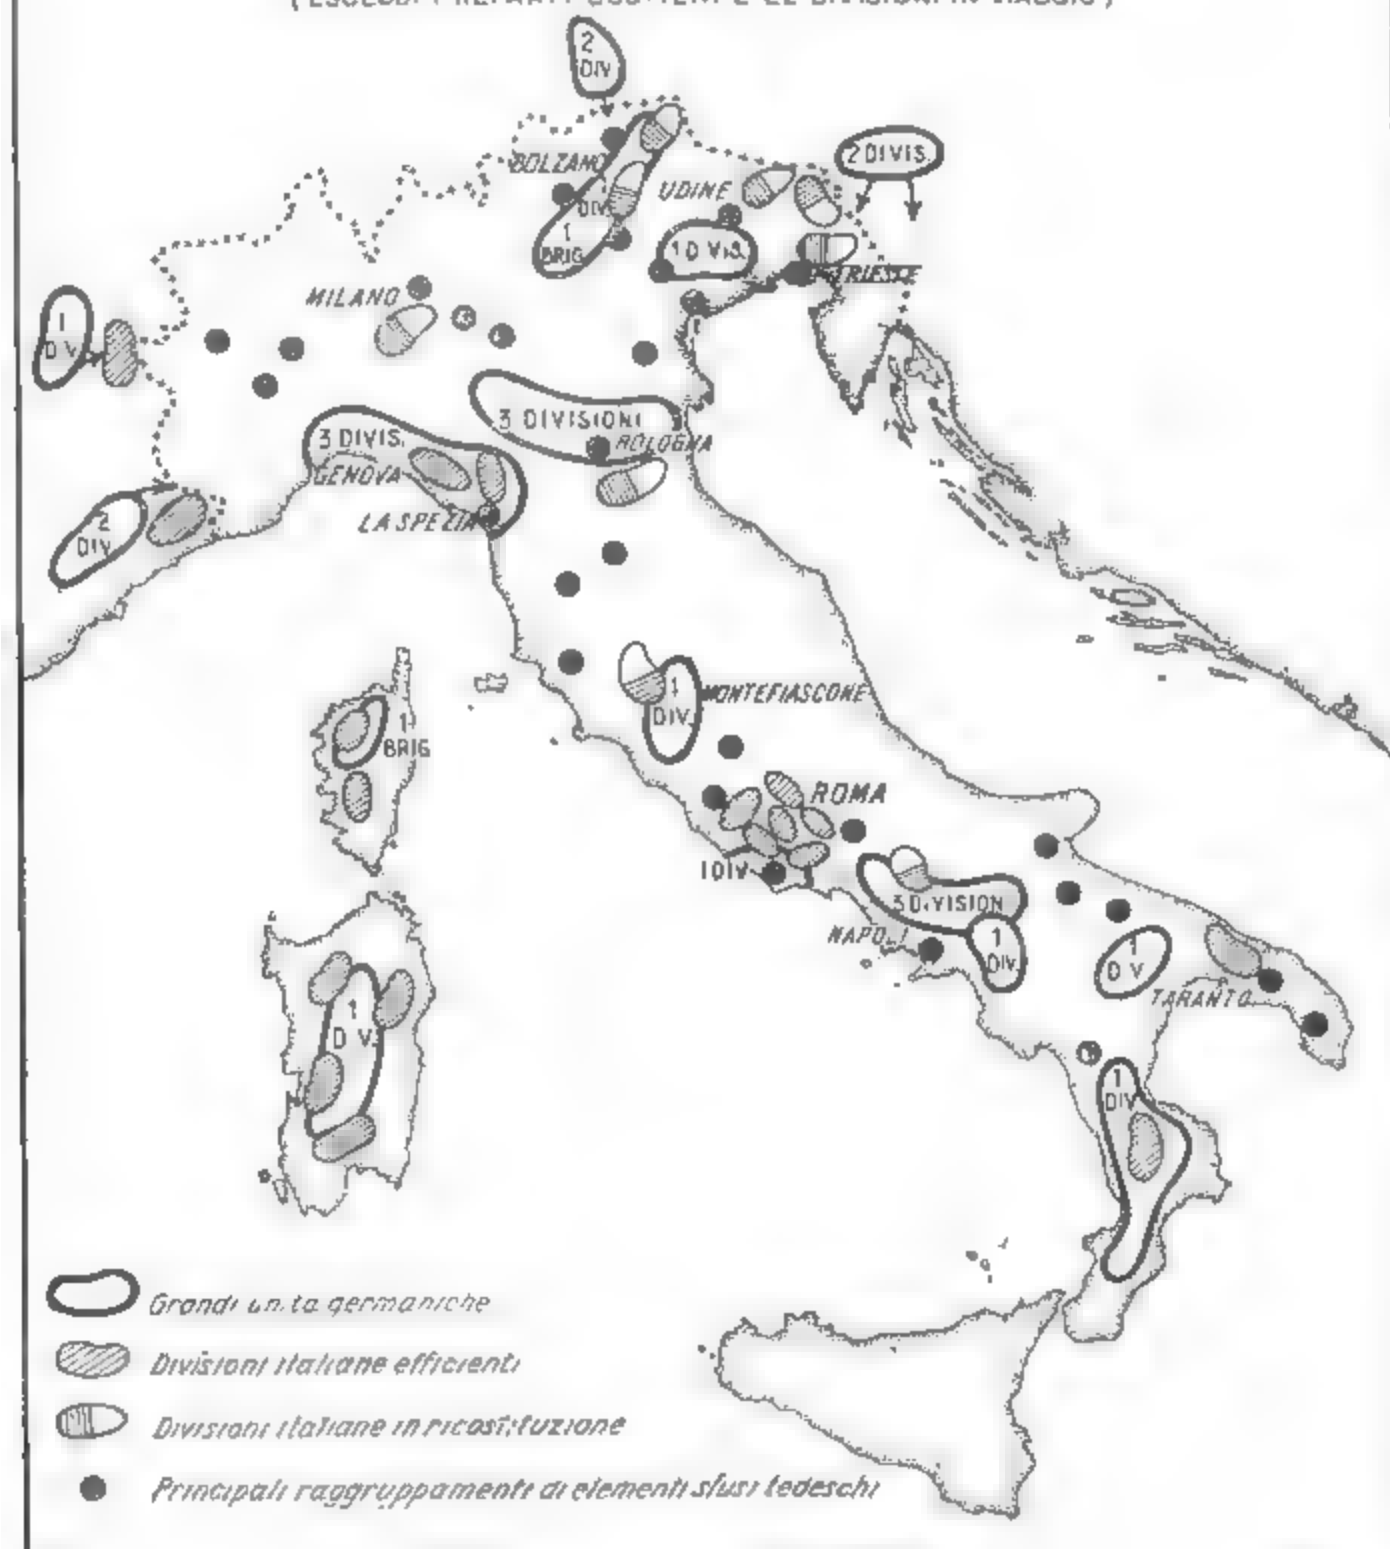 2
DIV
BOLZANO
2 DIVIS.
UDINE
DIV.
1
BRIG.
1 DIVIS.
TRIESTE
MILANO
1
DIV
3 DIVISIONI
BOLOGNA
3 DIVIS.
GENOVA
LA SPEZIA
2
DIV.
1
DIV.
MONTEFIASCONE
1
BRIG
ROMA
1 DIV
3 DIVISION
NAPOLI
1
DIV.
1
DIV
TARANTO
1
DIV.
1
DIV
Grandi unità germaniche
Divisioni italiane efficienti
Divisioni italiane in ricostituzione
Principali raggruppamenti di elementi sfusi tedeschi